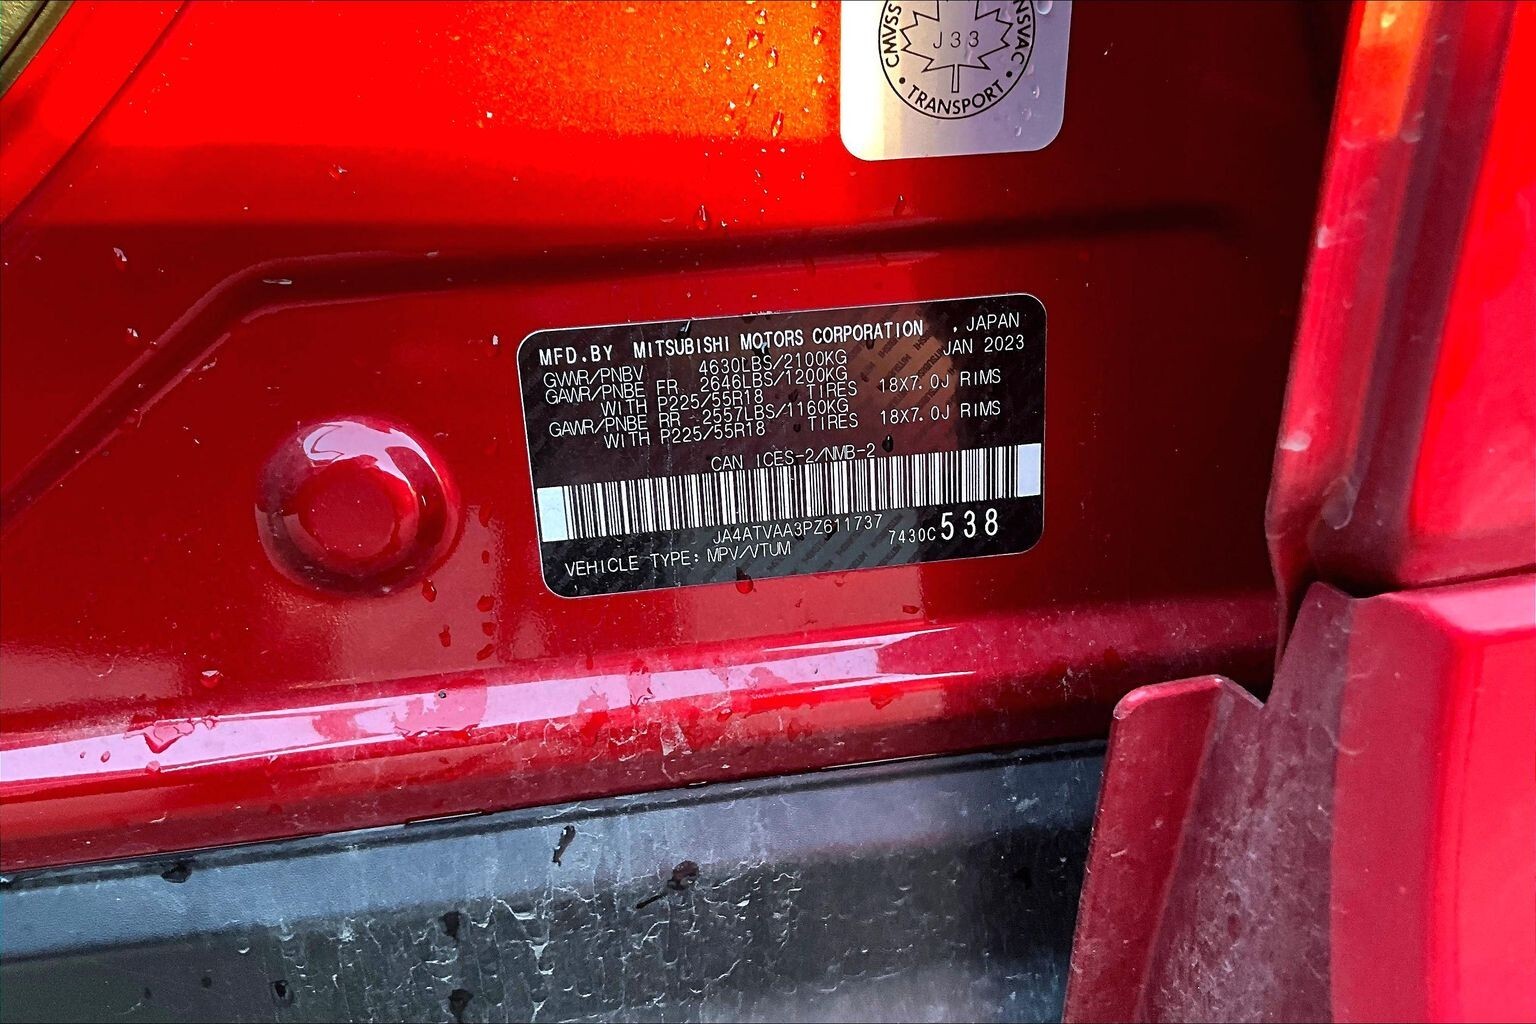 CMVSS NSVAC
J33
• TRANSPORT •
MFD.BY MITSUBISHI MOTORS CORPORATION , JAPAN
GVWR/PNBV 4630LBS/2100KG JAN 2023
GAWR/PNBE FR 2646LBS/1200KG
WITH P225/55R18 TIRES 18X7.0J RIMS
GAWR/PNBE RR 2557LBS/1160KG
WITH P225/55R18 TIRES 18X7.0J RIMS
CAN ICES-2/NMB-2
JA4ATVAA3PZ611737 7430C 538
VEHICLE TYPE: MPV/VTUM